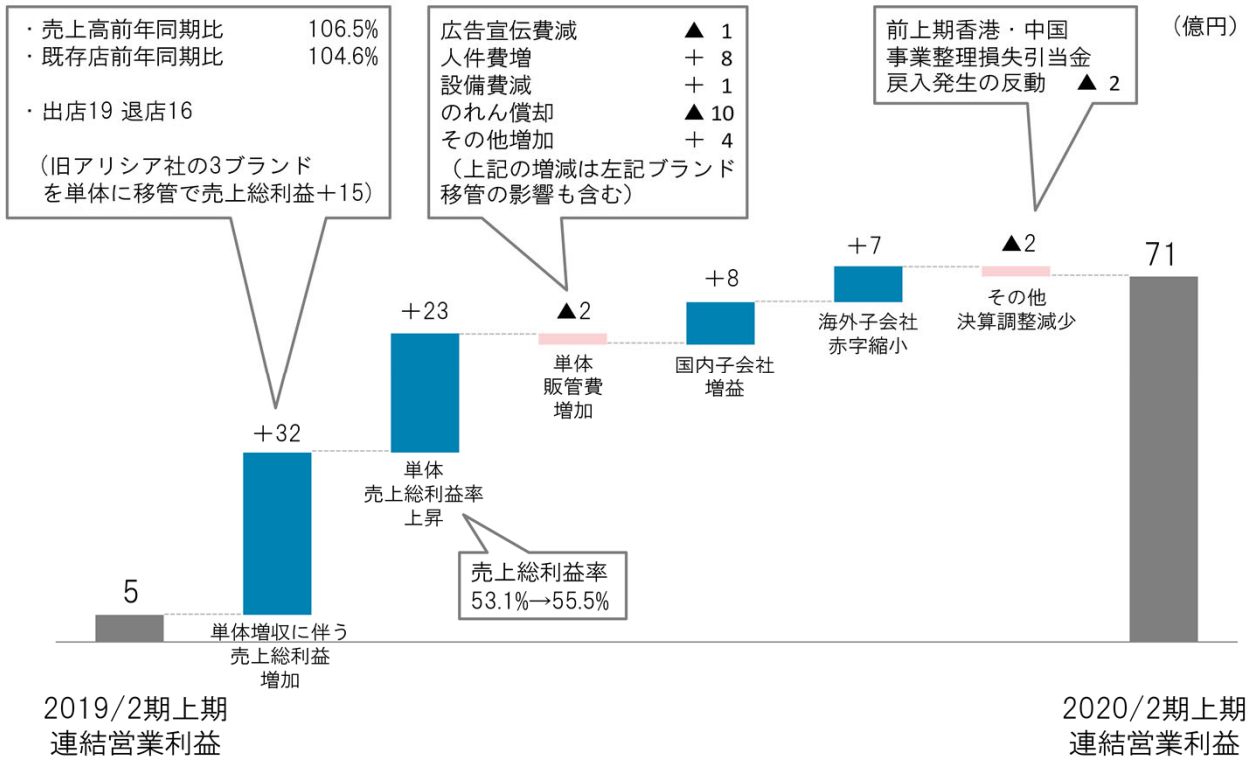 ・売上高前年同期比 106.5%
・既存店前年同期比 104.6%
・出店19 退店16
（旧アリシア社の3ブランド
を単体に移管で売上総利益＋15）
広告宣伝費減 ▲ 1
人件費増 ＋ 8
設備費減 ＋ 1
のれん償却 ▲ 10
その他増加 ＋ 4
（上記の増減は左記ブランド
移管の影響も含む）
前上期香港・中国
事業整理損失引当金
戻入発生の反動 ▲ 2
（億円）
5
＋32
単体増収に伴う
売上総利益
増加
＋23
単体
売上総利益率
上昇
売上総利益率
53.1%→55.5%
▲2
単体
販管費
増加
＋8
国内子会社
増益
＋7
海外子会社
赤字縮小
▲2
その他
決算調整減少
71
2019/2期上期
連結営業利益
2020/2期上期
連結営業利益